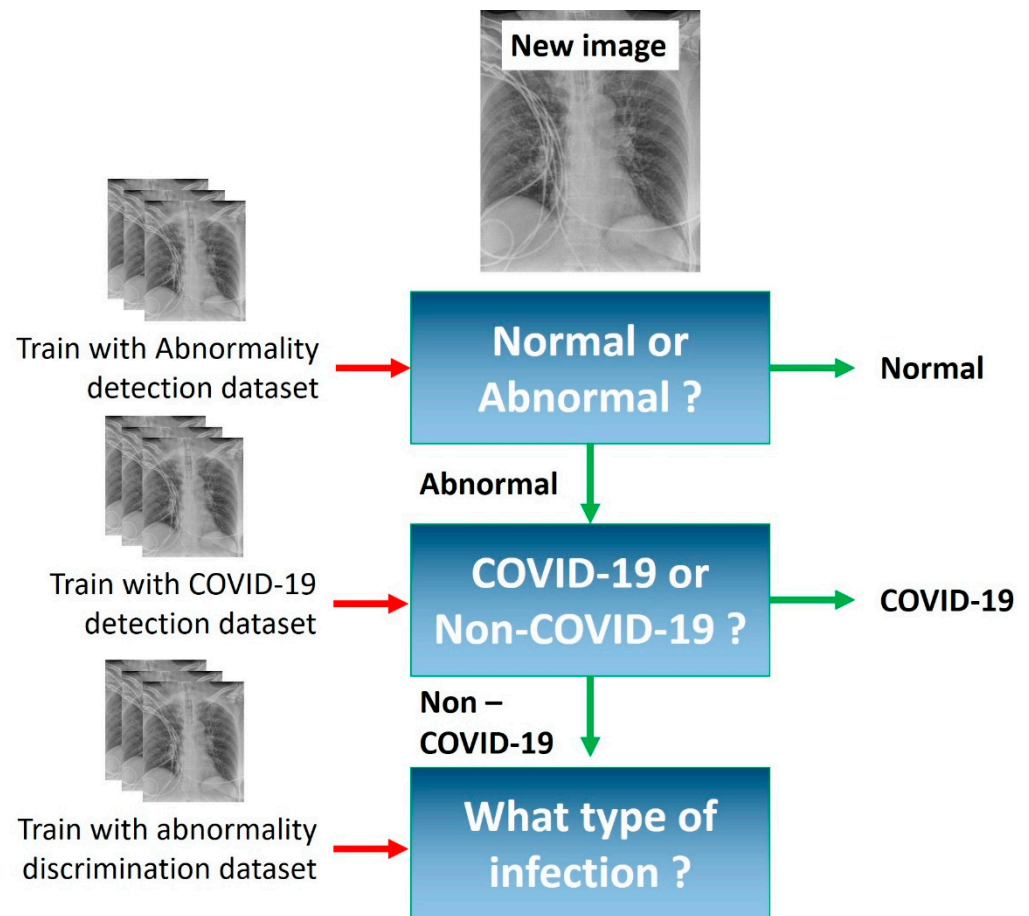 New image
Train with Abnormality
detection dataset
Normal or
Abnormal ?
Normal
Abnormal
Train with COVID-19
detection dataset
COVID-19 or
Non-COVID-19 ?
COVID-19
Non –
COVID-19
Train with abnormality
discrimination dataset
What type of
infection ?